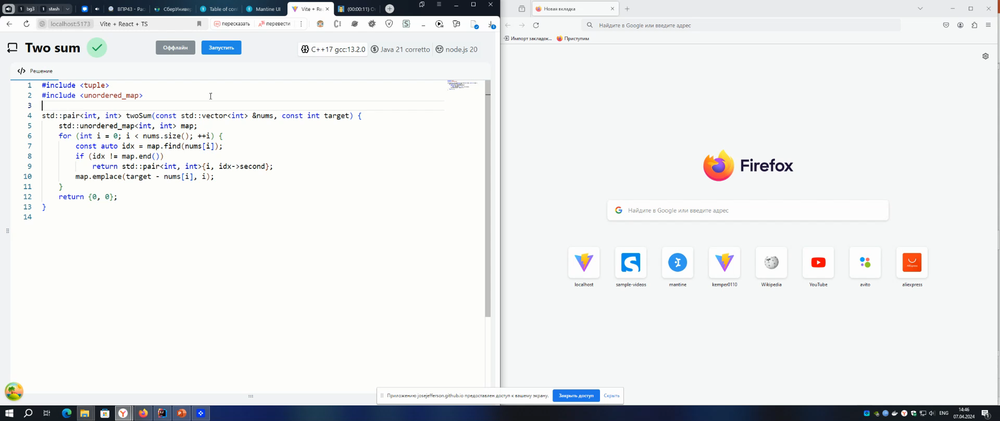 bg3
stash
ВПР43 - Рас
СберУнивер
Table of con
Mantine UI
Vite + Re
(00:00:11) О
localhost:5173
Vite + React + TS
пересказать
перевести
Two sum
Оффлайн
Запустить
C++17 gcc:13.2.0
Java 21 corretto
node.js 20
Решение
1 #include <tuple>
2 #include <unordered_map>
3
4 std::pair<int, int> twoSum(const std::vector<int> &nums, const int target) {
5 std::unordered_map<int, int> map;
6 for (int i = 0; i < nums.size(); ++i) {
7 const auto idx = map.find(nums[i]);
8 if (idx != map.end())
9 return std::pair<int, int>{i, idx->second};
10 map.emplace(target - nums[i], i);
11 }
12 return {0, 0};
13 }
14
Новая вкладка
Найдите в Google или введите адрес
Импорт закладок...
Приступим
Firefox
Найдите в Google или введите адрес
localhost
sample-videos
mantine
kemper0110
Wikipedia
YouTube
avito
aliexpress
Приложению josejefferson.github.io предоставлен доступ к вашему экрану.
Закрыть доступ
Скрыть
ENG
14:46
07.04.2024